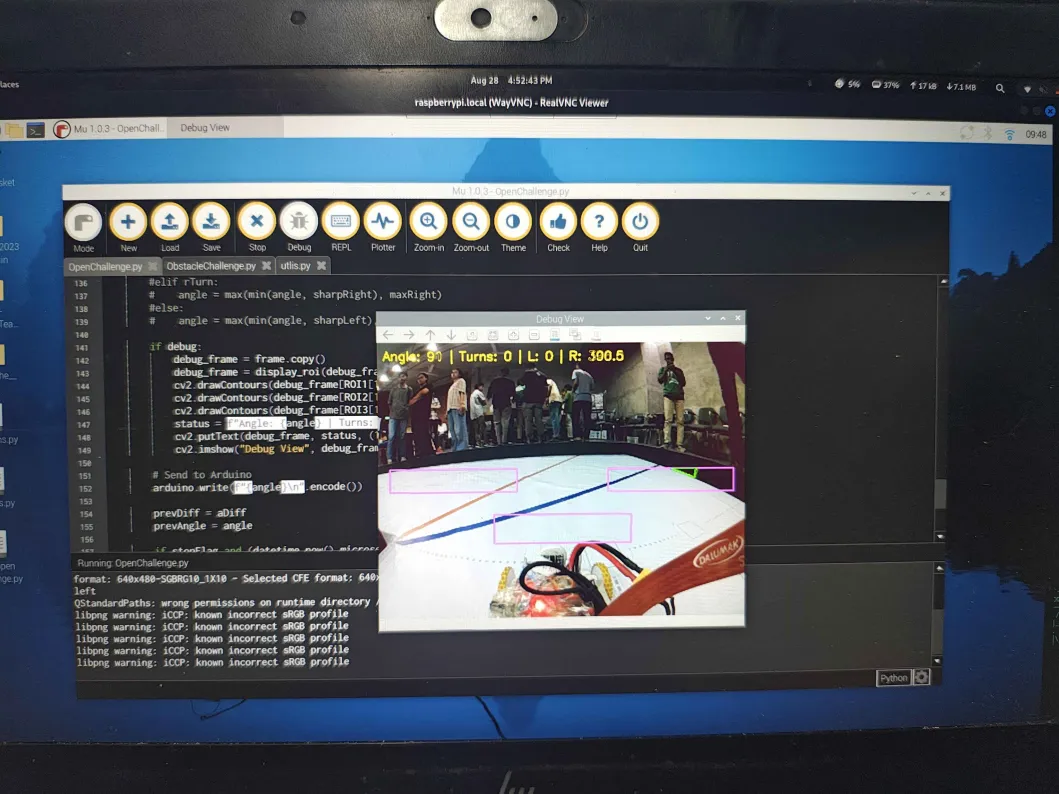 laces
Aug 28 4:52:43 PM
5% 37% ↑ 17 kB ↓ 7.1 MB
raspberrypi.local (WayVNC) - RealVNC Viewer
Mu 1.0.3 - OpenChall... Debug View
09:48
Mu 1.0.3 - OpenChallenge.py
Mode New Load Save Stop Debug REPL Plotter Zoom-in Zoom-out Theme Check Help Quit
OpenChallenge.py ObstacleChallenge.py utlis.py
136 #elif rTurn:
137 # angle = max(min(angle, sharpRight), maxRight)
138 #else:
139 # angle = max(min(angle, sharpLeft),
140
141 if debug:
142 debug_frame = frame.copy()
143 debug_frame = display_roi(debug_fra
144 cv2.drawContours(debug_frame[ROI1[
145 cv2.drawContours(debug_frame[ROI2[
146 cv2.drawContours(debug_frame[ROI3[
147 status = f"Angle: {angle} | Turns:
148 cv2.putText(debug_frame, status, (
149 cv2.imshow("Debug View", debug_fram
150
151 # Send to Arduino
152 arduino.write(f"{angle}\n".encode())
153
154 prevDiff = aDiff
155 prevAngle = angle
156
if stopFlag and (datetime.now()
Debug View
Angle: 90 | Turns: 0 | L: 0 | R: 300.5
DALUMAK
Running: OpenChallenge.py
format: 640x480-SGBRG10_1X10 - Selected CFE format: 640x
left
QStandardPaths: wrong permissions on runtime directory /
libpng warning: iCCP: known incorrect sRGB profile
libpng warning: iCCP: known incorrect sRGB profile
libpng warning: iCCP: known incorrect sRGB profile
libpng warning: iCCP: known incorrect sRGB profile
libpng warning: iCCP: known incorrect sRGB profile
Python
sket
2023
in
Tea...
he__
s.py
s.py
open
ge.py
hp